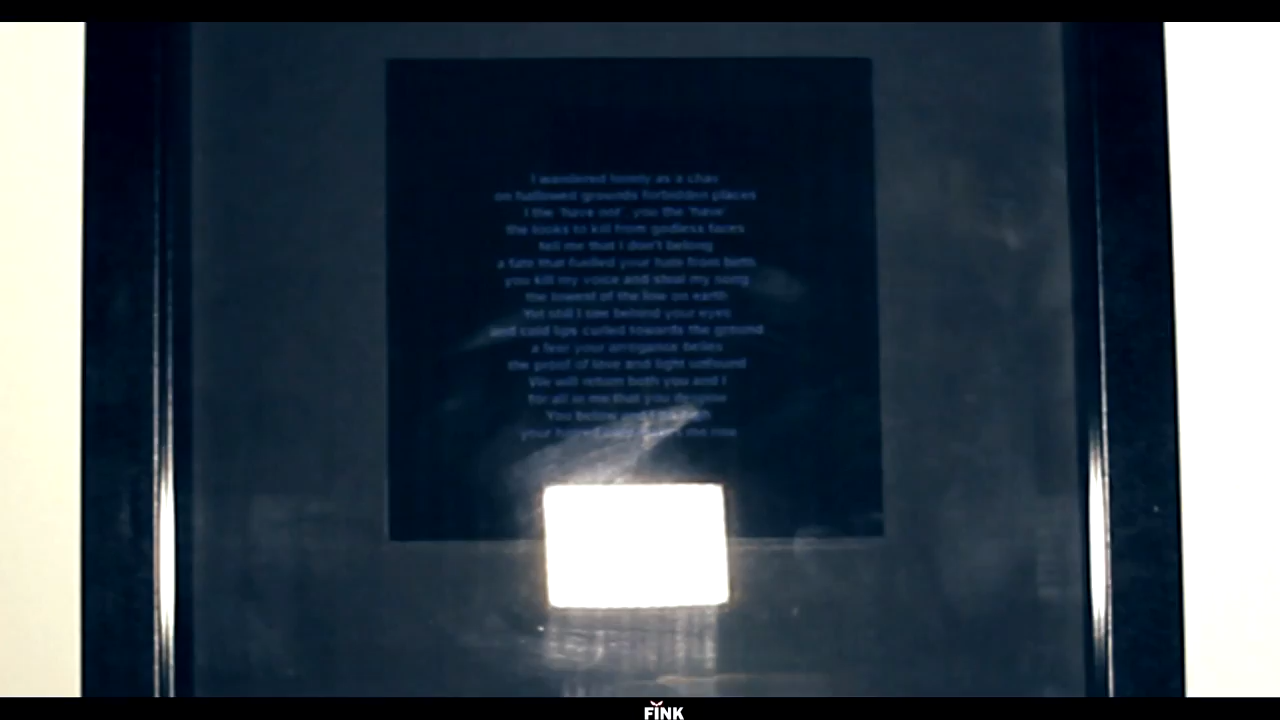 I wandered lonely as a chav
on hallowed grounds forbidden places
I the 'have not' you the 'have'
the looks to kill from godless faces
tell me that I don't belong
a fate that fuelled your hate from birth
you kill my voice and steal my song
the lowest of the low on earth
Yet still I see behind your eyes
and cold lips curled towards the ground
a fear your arrogance belies
the proof of love and light unfound
We will return both you and I
for all in me that you despise
You below and I
your
FINK